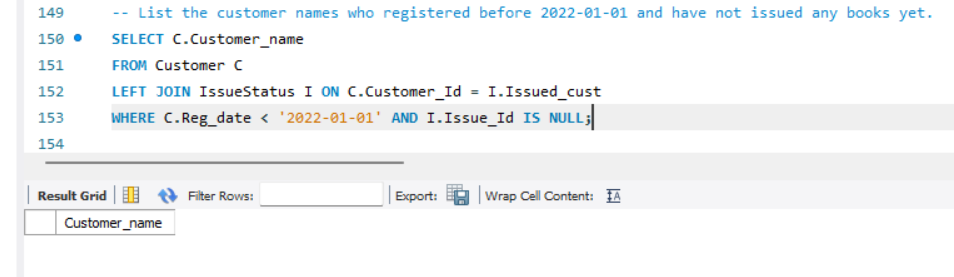 149 -- List the customer names who registered before 2022-01-01 and have not issued any books yet.
150 SELECT C.Customer_name
151 FROM Customer C
152 LEFT JOIN IssueStatus I ON C.Customer_Id = I.Issued_cust
153 WHERE C.Reg_date < '2022-01-01' AND I.Issue_Id IS NULL;
154
Result Grid Filter Rows: Export: Wrap Cell Content: IA
Customer_name